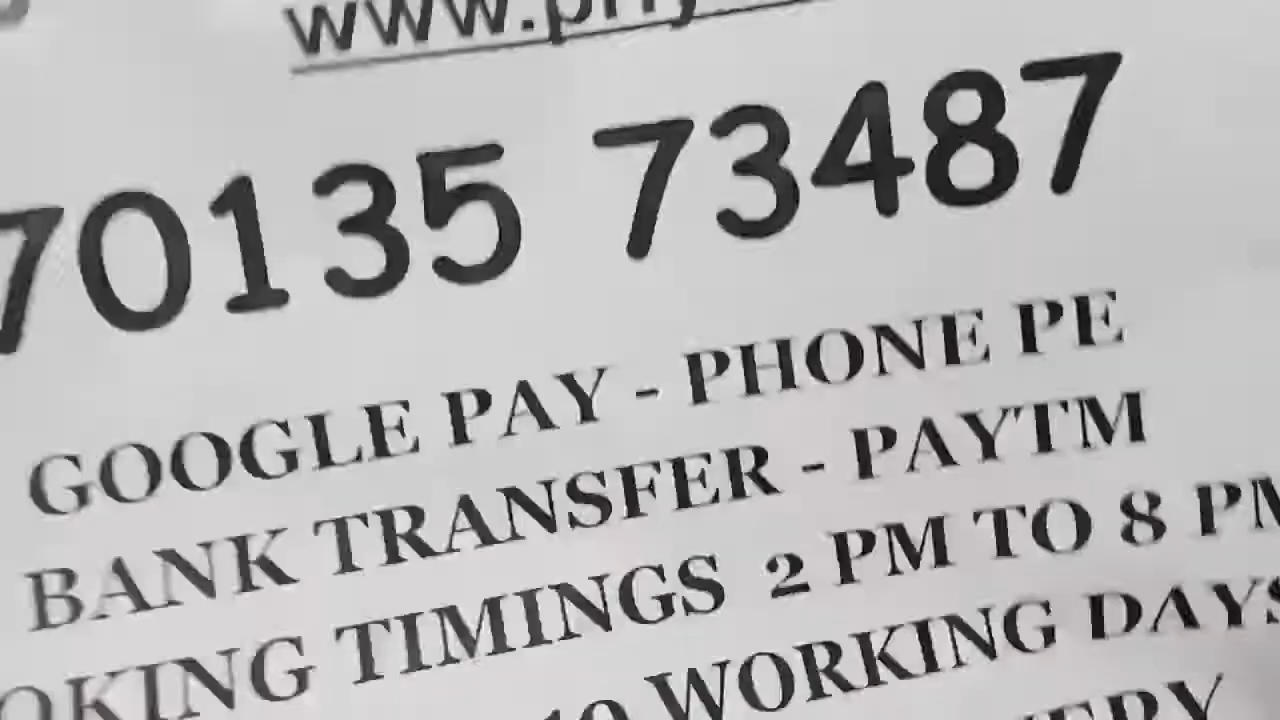 70135 73487
GOOGLE PAY - PHONE PE
BANK TRANSFER - PAYTM
TIMINGS 2 PM TO 8 PM
WORKING DAYS